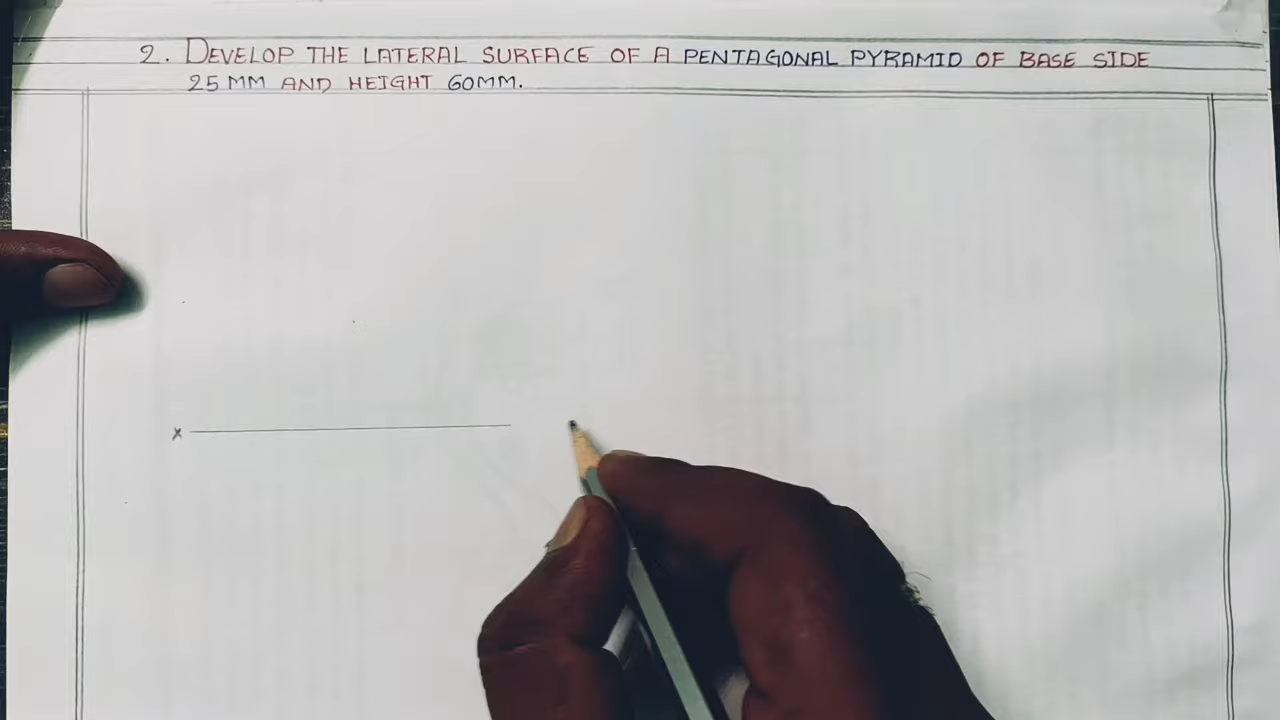 2. DEVELOP THE LATERAL SURFACE OF A PENTAGONAL PYRAMID OF BASE SIDE
25 MM AND HEIGHT 60MM.
X